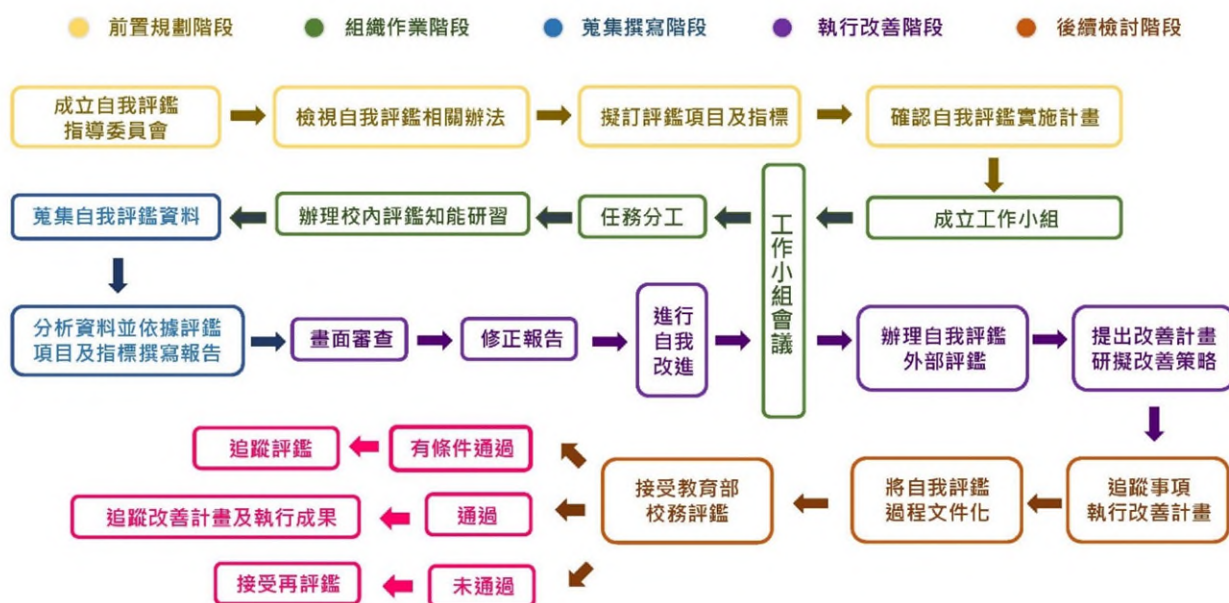 前置規劃階段
組織作業階段
蒐集撰寫階段
執行改善階段
後續檢討階段
成立自我評鑑
指導委員會
檢視自我評鑑相關辦法
擬訂評鑑項目及指標
確認自我評鑑實施計畫
成立工作小組
工作小組會議
任務分工
辦理校內評鑑知能研習
蒐集自我評鑑資料
分析資料並依據評鑑
項目及指標撰寫報告
畫面審查
修正報告
進行
自我
改進
辦理自我評鑑
外部評鑑
提出改善計畫
研擬改善策略
追蹤事項
執行改善計畫
將自我評鑑
過程文件化
接受教育部
校務評鑑
有條件通過
追蹤評鑑
通過
追蹤改善計畫及執行成果
未通過
接受再評鑑